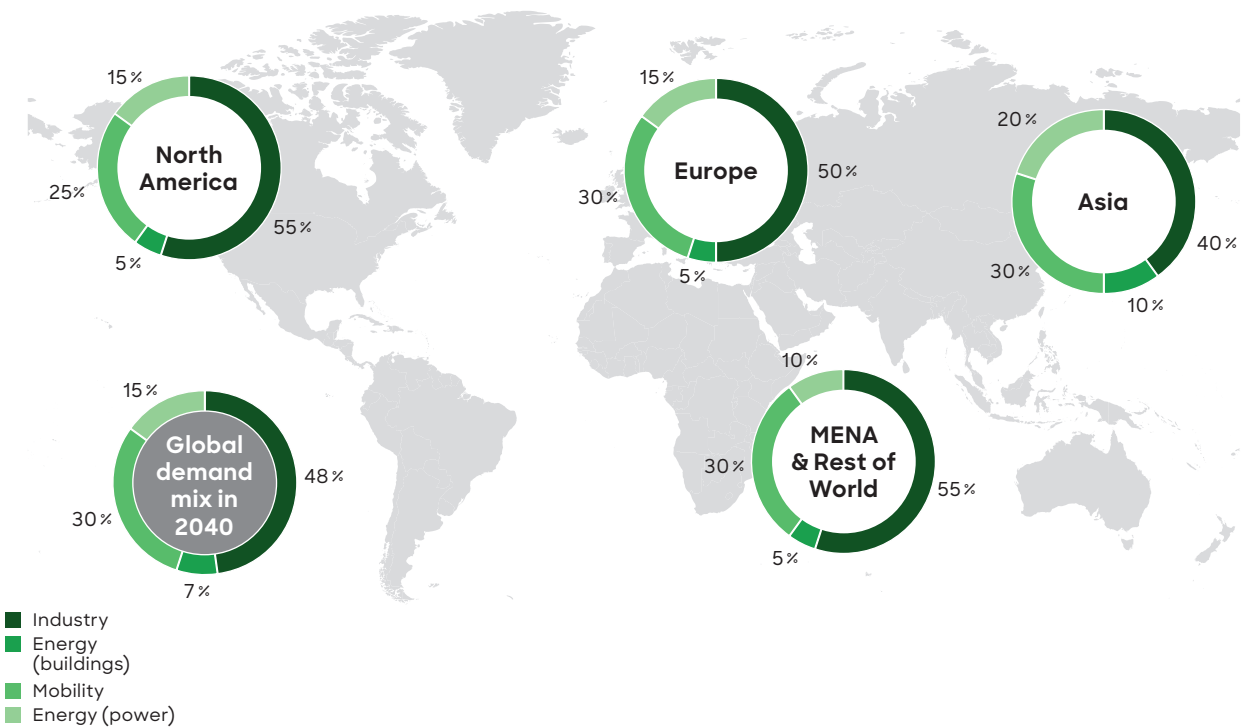 15 %
North
America
25%
55 %
5 %
15 %
Europe
50 %
30 %
5 %
20 %
Asia
40 %
30 %
10 %
15 %
Global
demand
mix in
2040
48 %
30 %
7 %
10 %
MENA
& Rest of
World
30 %
55 %
5 %
Industry
Energy
(buildings)
Mobility
Energy (power)